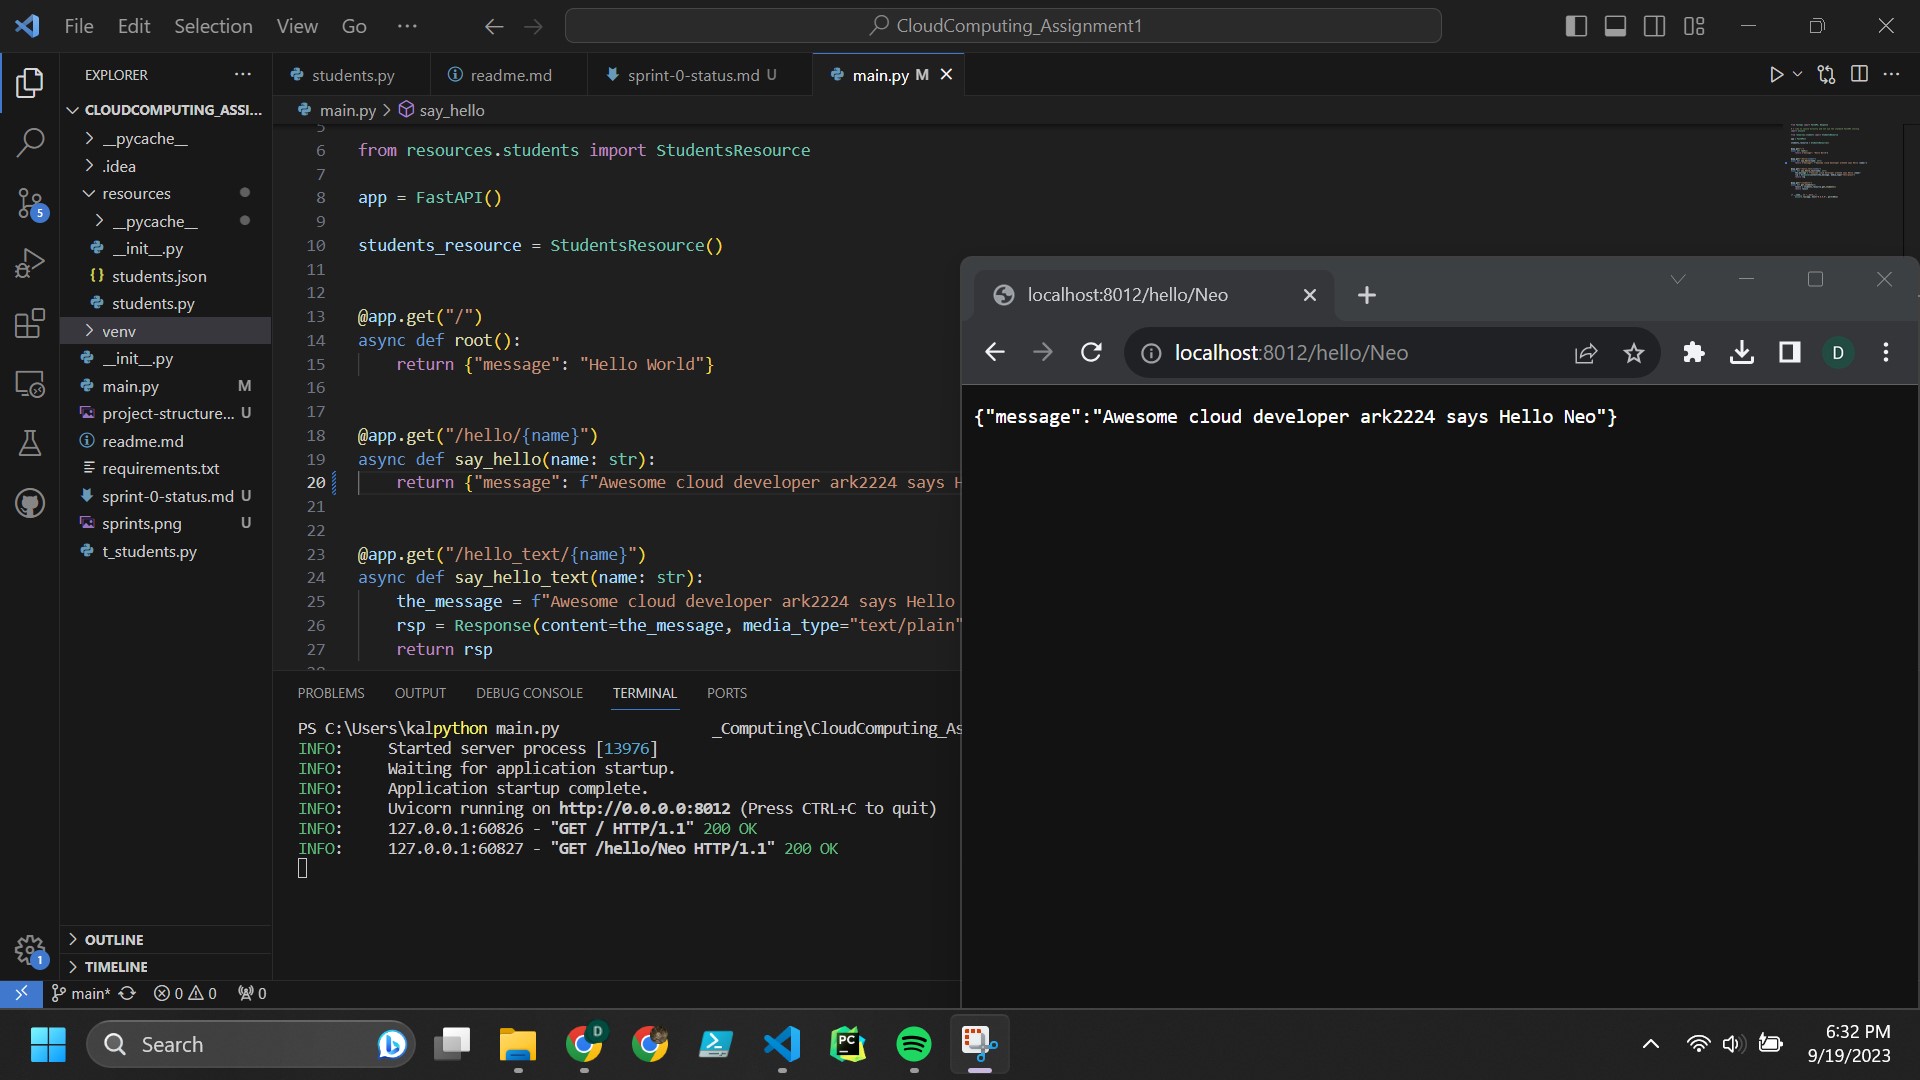 File Edit Selection View Go ···
CloudComputing_Assignment1
EXPLORER ···
students.py readme.md sprint-0-status.md U main.py M
CLOUDCOMPUTING_ASSI...
main.py > say_hello
__pycache__
.idea
resources
__pycache__
__init__.py
students.json
students.py
venv
__init__.py
main.py M
project-structure... U
readme.md
requirements.txt
sprint-0-status.md U
sprints.png U
t_students.py
OUTLINE
TIMELINE
5
1
5
6 from resources.students import StudentsResource
7
8 app = FastAPI()
9
10 students_resource = StudentsResource()
11
12
13 @app.get("/")
14 async def root():
15 return {"message": "Hello World"}
16
17
18 @app.get("/hello/{name}")
19 async def say_hello(name: str):
20 return {"message": f"Awesome cloud developer ark2224 says H
21
22
23 @app.get("/hello_text/{name}")
24 async def say_hello_text(name: str):
25 the_message = f"Awesome cloud developer ark2224 says Hello
26 rsp = Response(content=the_message, media_type="text/plain"
27 return rsp
28
PROBLEMS OUTPUT DEBUG CONSOLE TERMINAL PORTS
PS C:\Users\kalpython main.py _Computing\CloudComputing_As
INFO: Started server process [13976]
INFO: Waiting for application startup.
INFO: Application startup complete.
INFO: Uvicorn running on http://0.0.0.0:8012 (Press CTRL+C to quit)
INFO: 127.0.0.1:60826 - "GET / HTTP/1.1" 200 OK
INFO: 127.0.0.1:60827 - "GET /hello/Neo HTTP/1.1" 200 OK
localhost:8012/hello/Neo
localhost:8012/hello/Neo
D
{"message":"Awesome cloud developer ark2224 says Hello Neo"}
main* 0 0 0
Search
D
PC
6:32 PM
9/19/2023